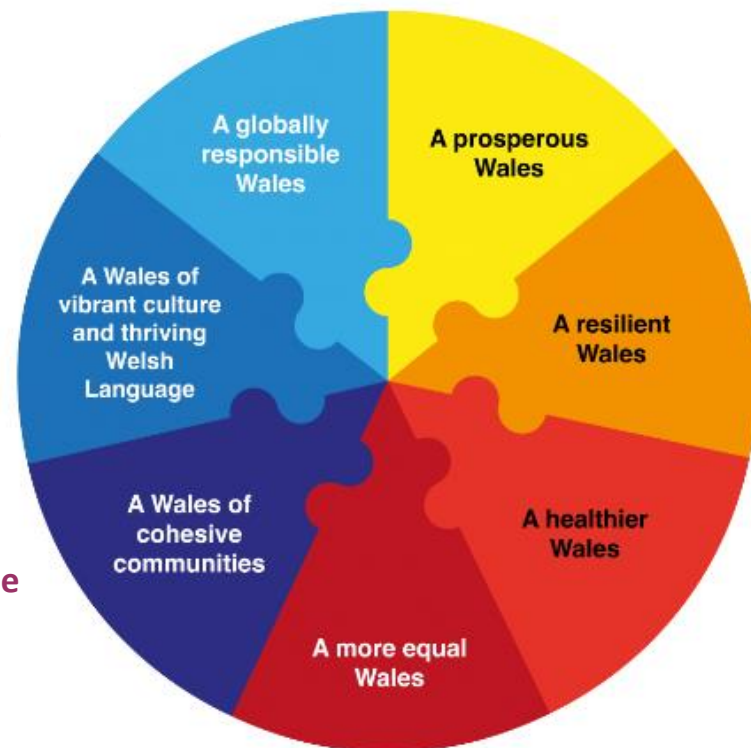 A globally
responsible
Wales
A prosperous
Wales
A Wales of
vibrant culture
and thriving
Welsh
Language
A resilient
Wales
A Wales of
cohesive
communities
A healthier
Wales
e
A more equal
Wales